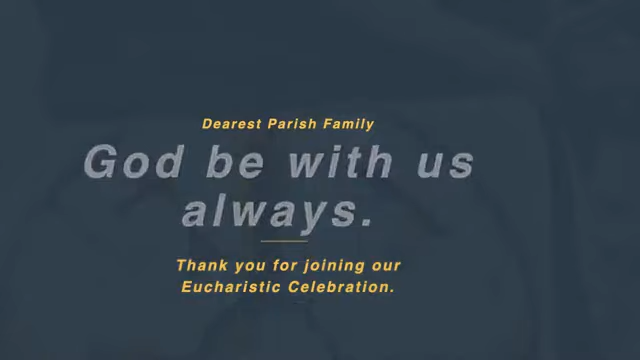 Dearest Parish Family
God be with us
always.
Thank you for joining our
Eucharistic Celebration.